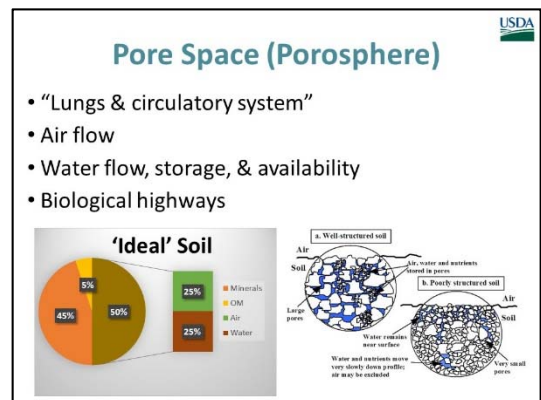 USDA
Pore Space (Porosphere)
• “Lungs & circulatory system”
• Air flow
• Water flow, storage, & availability
• Biological highways
'Ideal' Soil
5%
45%
50%
25%
25%
Minerals
OM
Air
Water
a. Well-structured soil
Air
Soil
Large
pores
Air, water and nutrients
stored in pores
b. Poorly structured soil
Air
Soil
Water remains
near surface
Water and nutrients move
very slowly down profile;
air may be excluded
Very small
pores